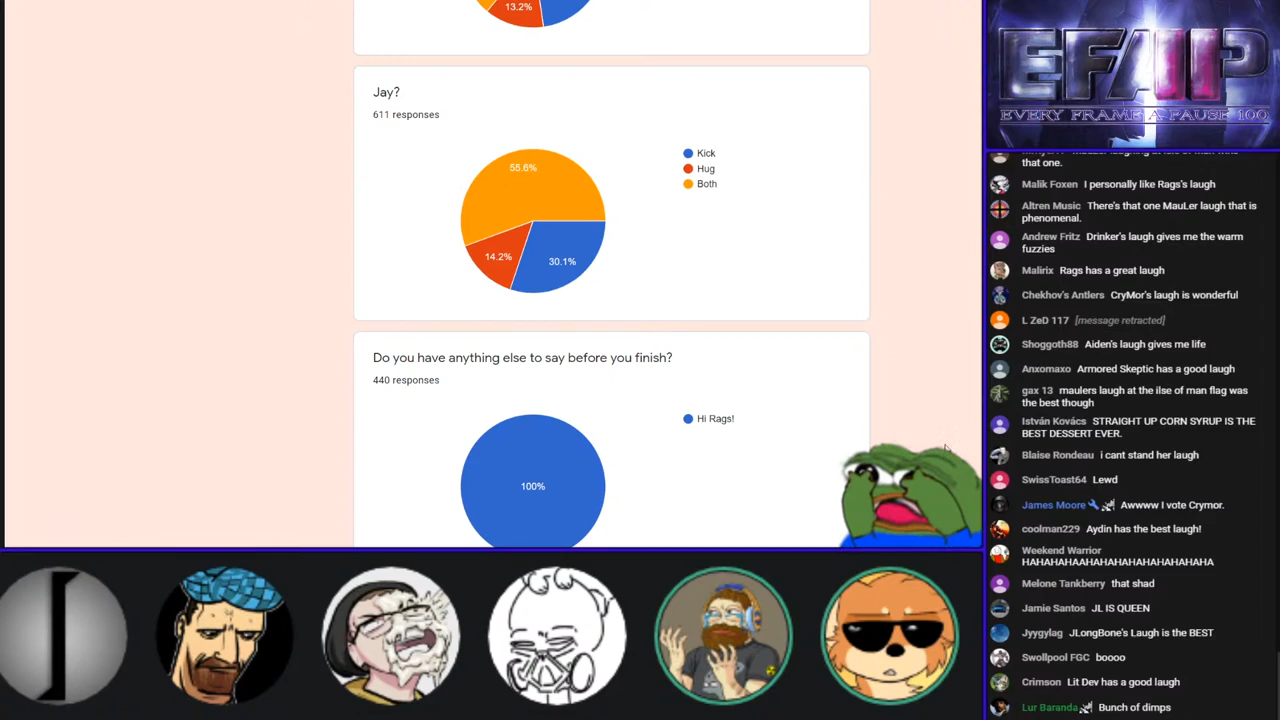 13.2%
Jay?
611 responses
55.6%
14.2%
30.1%
Kick
Hug
Both
Do you have anything else to say before you finish?
440 responses
100%
Hi Rags!
EFAP
EVERY FRAME A PAUSE 100
that one.
Malik Foxen I personally like Rags's laugh
Altren Music There's that one MauLer laugh that is
phenomenal.
Andrew Fritz Drinker's laugh gives me the warm
fuzzies
Malirix Rags has a great laugh
Chekhov's Antlers CryMor's laugh is wonderful
L ZeD 117 [message retracted]
Shoggoth88 Aiden's laugh gives me life
Anxomaxo Armored Skeptic has a good laugh
gax 13 maulers laugh at the ilse of man flag was
the best though
István Kovács STRAIGHT UP CORN SYRUP IS THE
BEST DESSERT EVER.
Blaise Rondeau i cant stand her laugh
SwissToast64 Lewd
James Moore Awwww I vote Crymor.
coolman229 Aydin has the best laugh!
Weekend Warrior
HAHAHAHAAHAHAHAHAHAHAHAHAHA
Melone Tankberry that shad
Jamie Santos JL IS QUEEN
Jyygylag JLongBone's Laugh is the BEST
Swollpool FGC boooo
Crimson Lit Dev has a good laugh
Lur Baranda Bunch of dimps